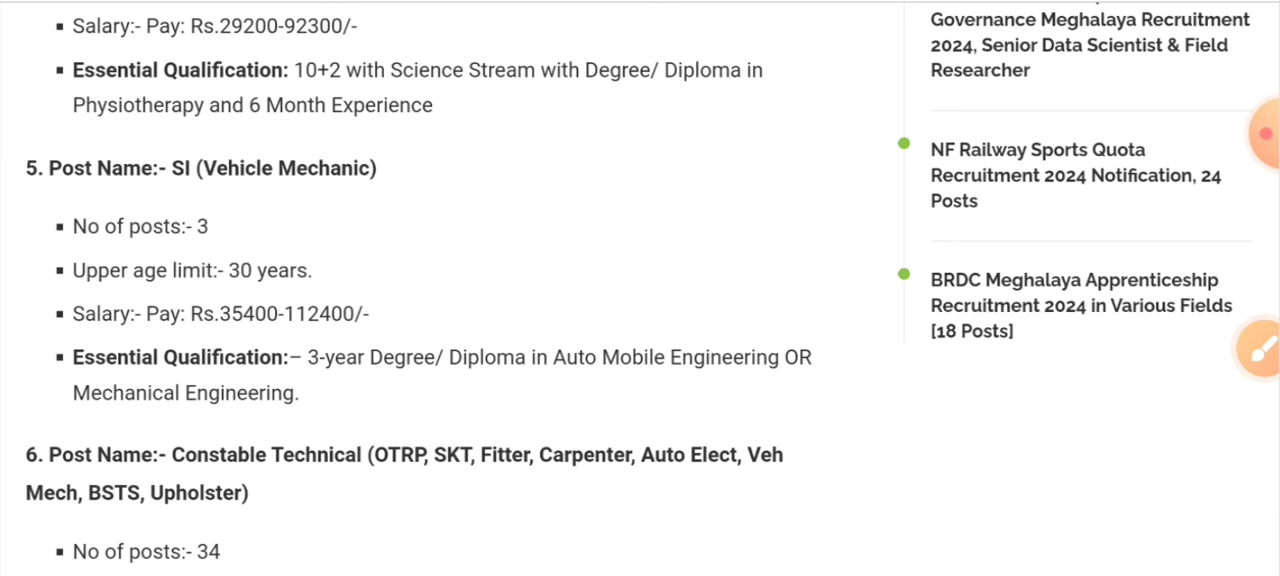 Salary:- Pay: Rs.29200-92300/-
Essential Qualification: 10+2 with Science Stream with Degree/ Diploma in
Physiotherapy and 6 Month Experience
5. Post Name:- SI (Vehicle Mechanic)
No of posts:- 3
Upper age limit:- 30 years.
Salary:- Pay: Rs.35400-112400/-
Essential Qualification:– 3-year Degree/ Diploma in Auto Mobile Engineering OR
Mechanical Engineering.
6. Post Name:- Constable Technical (OTRP, SKT, Fitter, Carpenter, Auto Elect, Veh
Mech, BSTS, Upholster)
No of posts:- 34
Governance Meghalaya Recruitment
2024, Senior Data Scientist & Field
Researcher
NF Railway Sports Quota
Recruitment 2024 Notification, 24
Posts
BRDC Meghalaya Apprenticeship
Recruitment 2024 in Various Fields
[18 Posts]